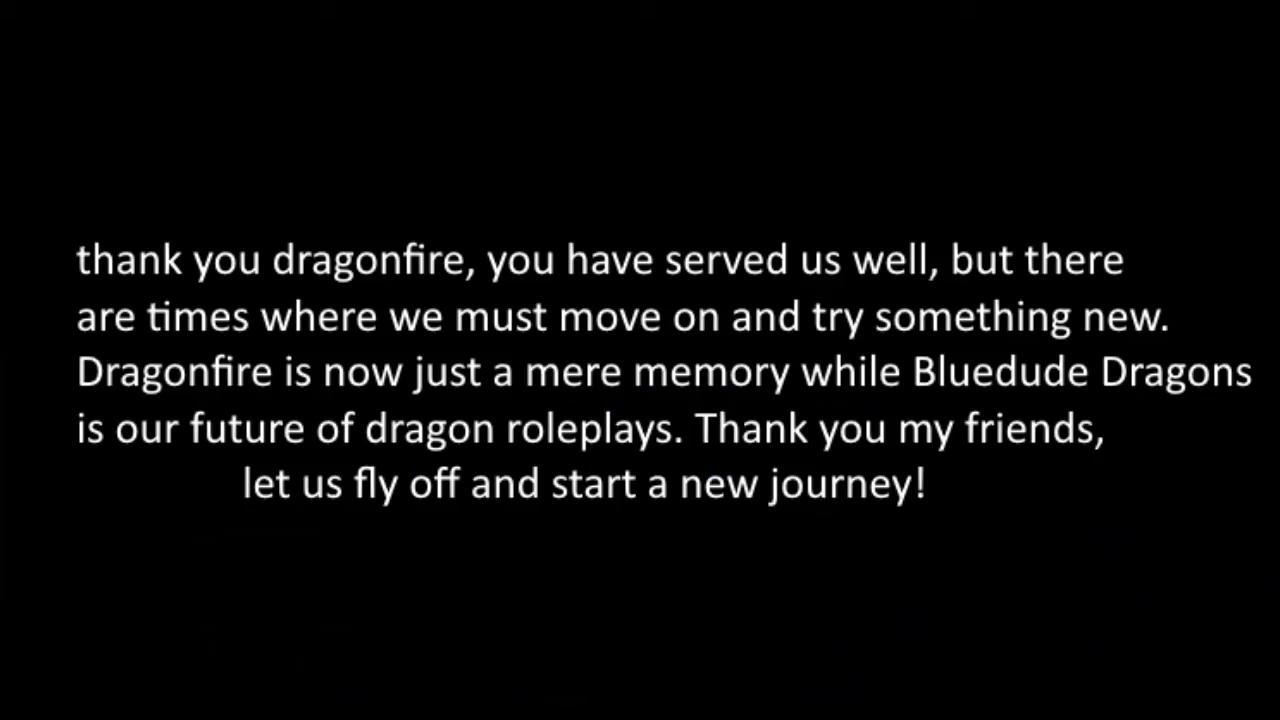 thank you dragonfire, you have served us well, but there
are times where we must move on and try something new.
Dragonfire is now just a mere memory while Bluedude Dragons
is our future of dragon roleplays. Thank you my friends,
let us fly off and start a new journey!